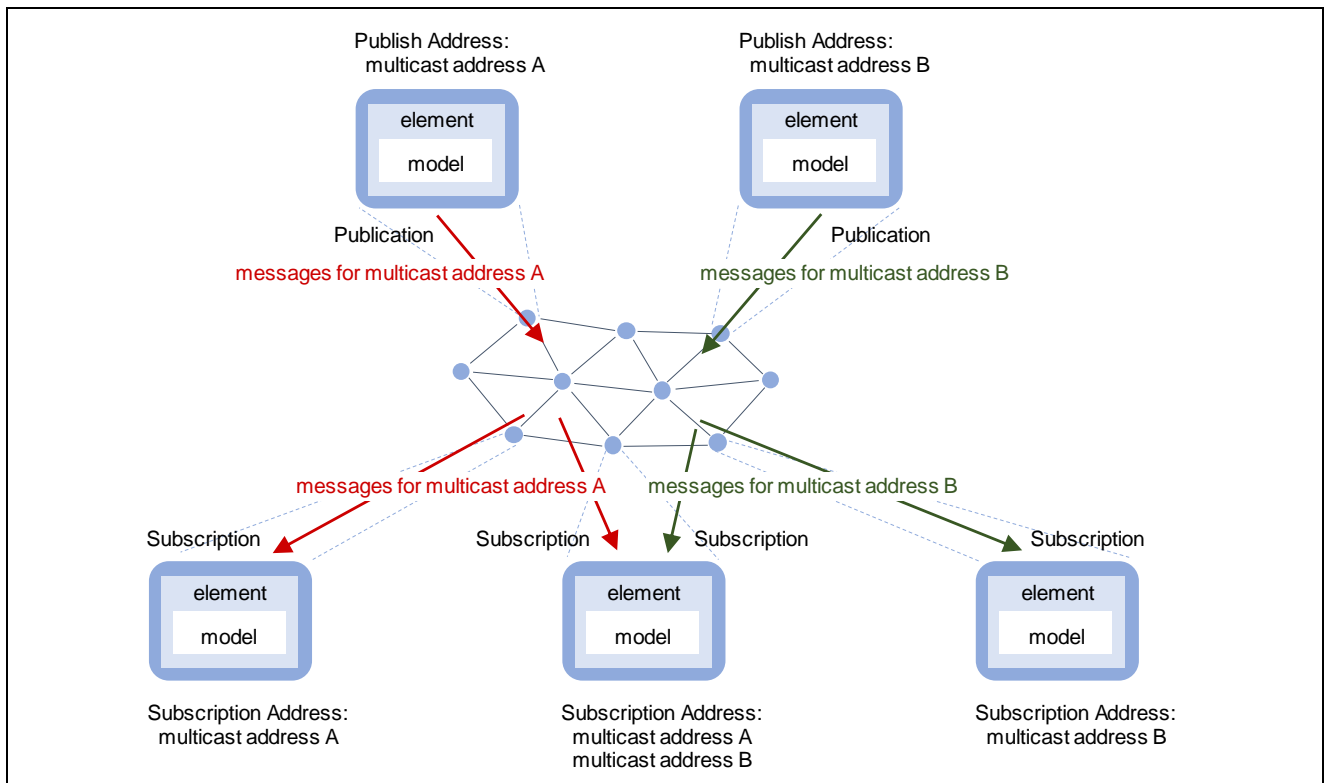 Publish Address:
multicast address A
Publish Address:
multicast address B
element
model
element
model
Publication
Publication
messages for multicast address A
messages for multicast address B
messages for multicast address A
messages for multicast address B
Subscription
Subscription
Subscription
Subscription
element
model
element
model
element
model
Subscription Address:
multicast address A
Subscription Address:
multicast address A
multicast address B
Subscription Address:
multicast address B